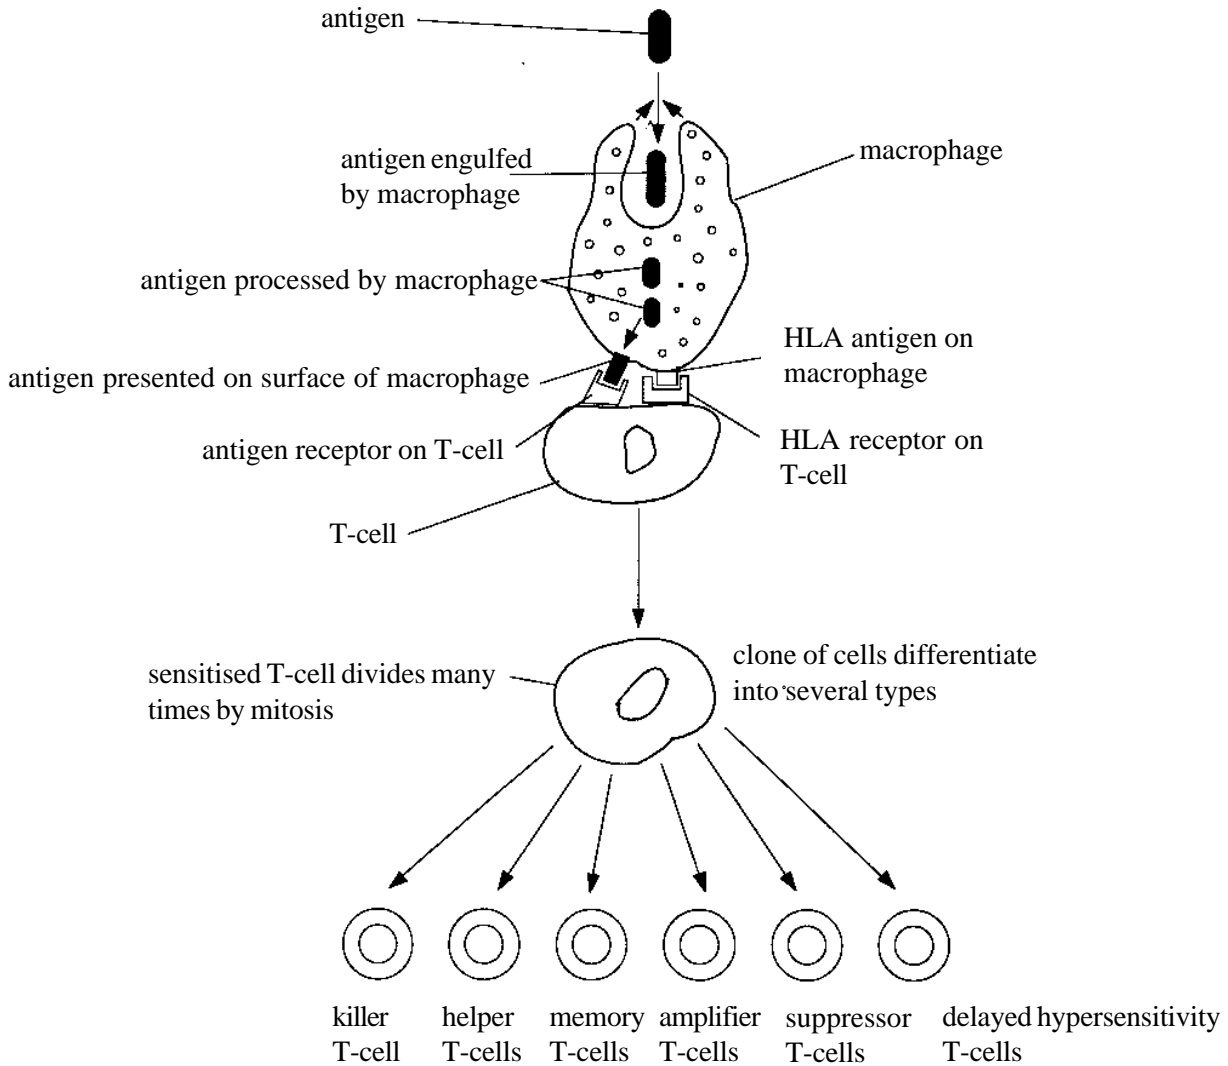 antigen
antigen engulfed
by macrophage
macrophage
antigen processed by macrophage
HLA antigen on
macrophage
antigen presented on surface of macrophage
antigen receptor on T-cell
HLA receptor on
T-cell
T-cell
sensitised T-cell divides many
times by mitosis
clone of cells differentiate
into several types
killer
T-cell
helper
T-cells
memory
T-cells
amplifier
T-cells
suppressor
T-cells
delayed hypersensitivity
T-cells